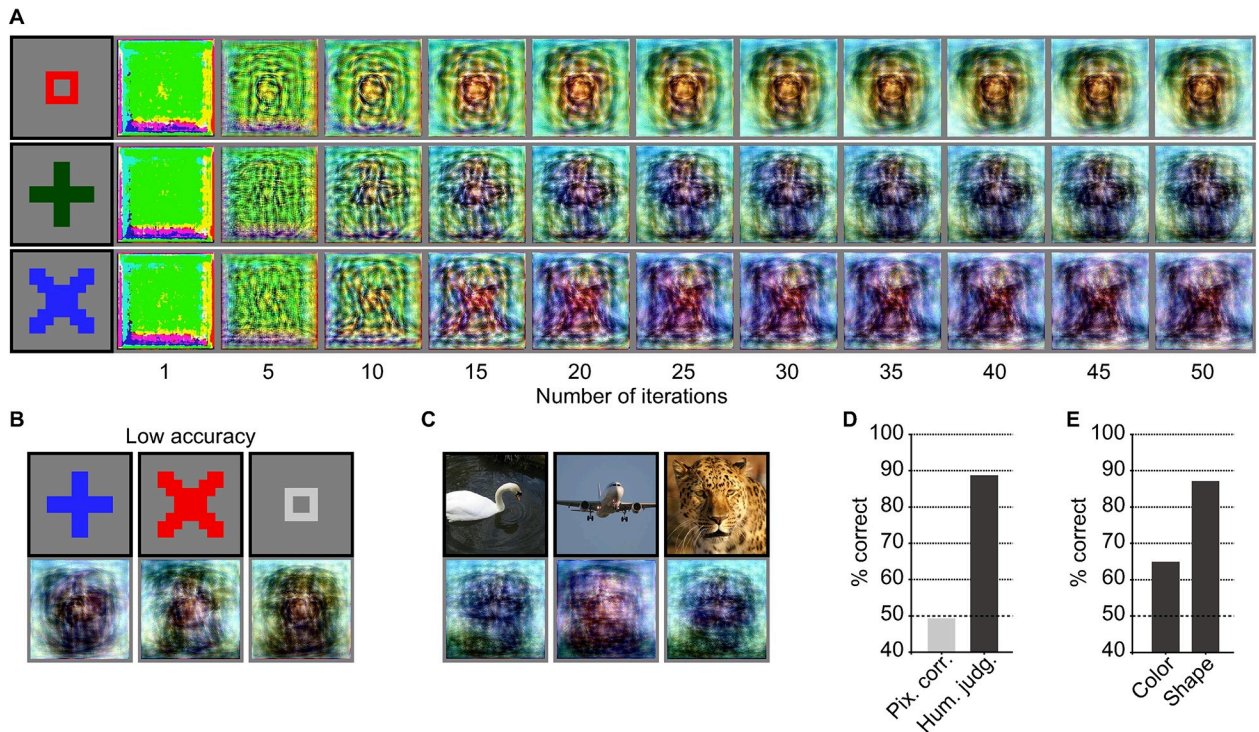 A
1 5 10 15 20 25 30 35 40 45 50
Number of iterations
B
Low accuracy
C
D
100
90
80
70
60
50
40
% correct
Pix. corr.
Hum. judg.
E
100
90
80
70
60
50
40
% correct
Color
Shape